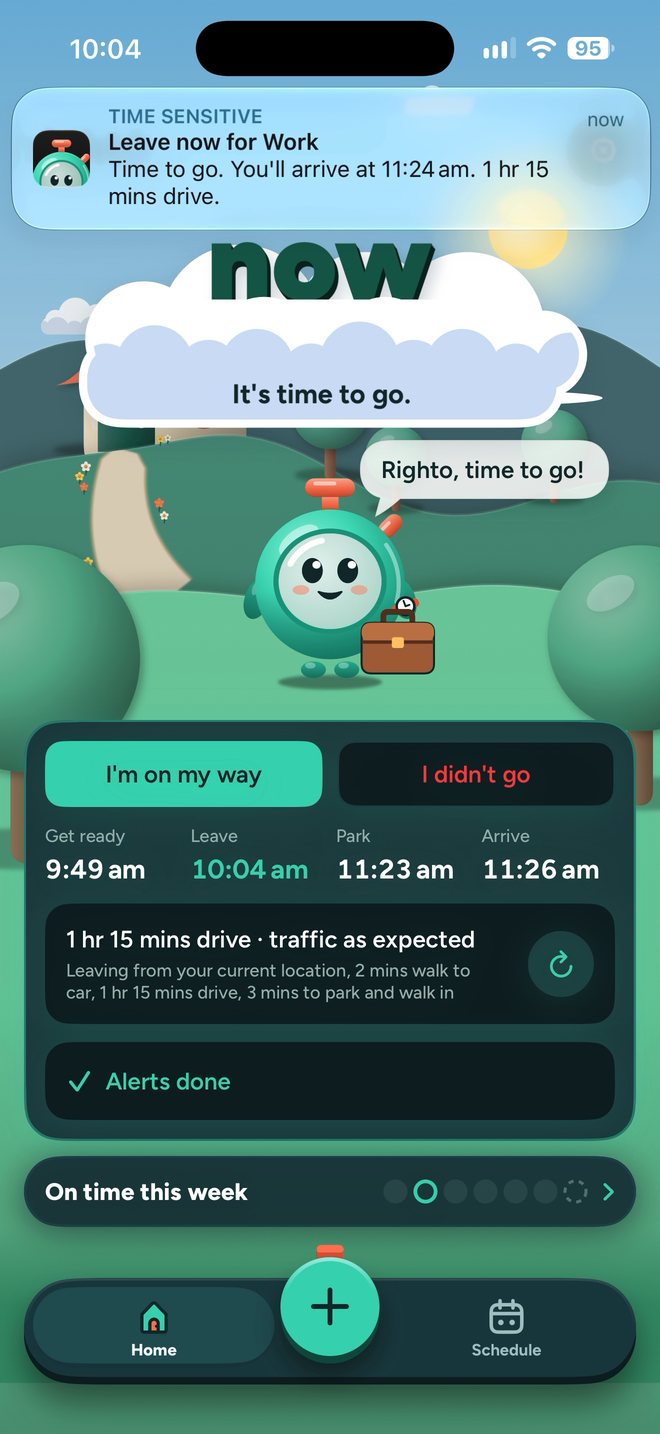 10:04
95
TIME SENSITIVE
now
Leave now for Work
Time to go. You'll arrive at 11:24 am. 1 hr 15
mins drive.
now
It's time to go.
Righto, time to go!
I'm on my way
I didn't go
Get ready
Leave
Park
Arrive
9:49 am
10:04 am
11:23 am
11:26 am
1 hr 15 mins drive · traffic as expected
Leaving from your current location, 2 mins walk to
car, 1 hr 15 mins drive, 3 mins to park and walk in
Alerts done
On time this week
Home
Schedule